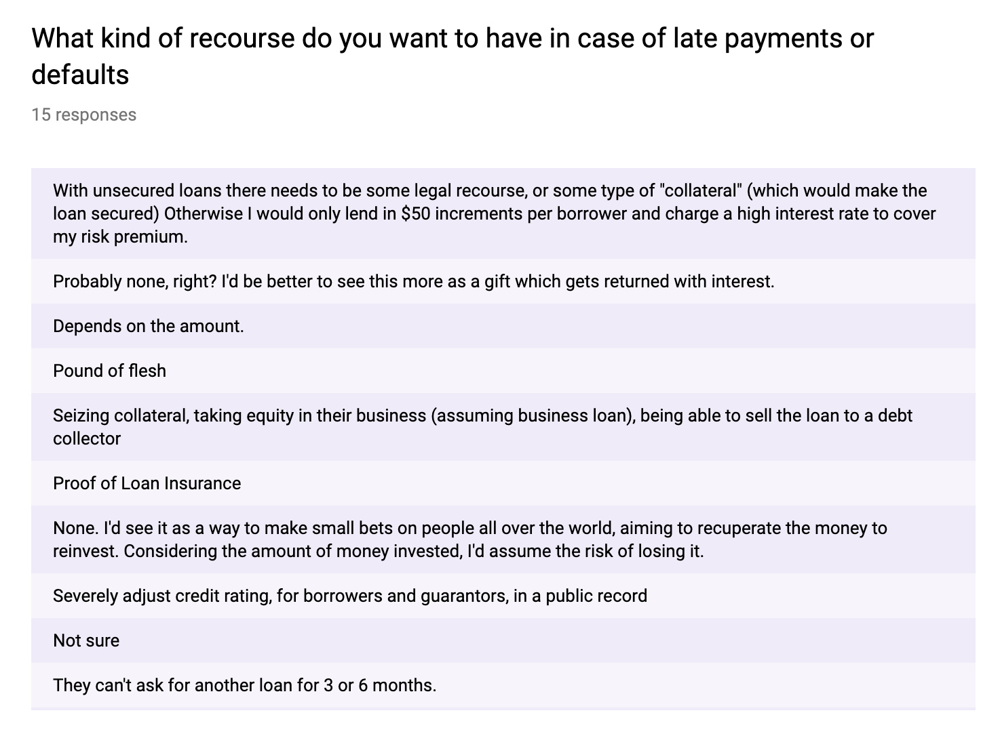 What kind of recourse do you want to have in case of late payments or
defaults
15 responses
With unsecured loans there needs to be some legal recourse, or some type of "collateral" (which would make the
loan secured) Otherwise I would only lend in $50 increments per borrower and charge a high interest rate to cover
my risk premium.
Probably none, right? I'd be better to see this more as a gift which gets returned with interest.
Depends on the amount.
Pound of flesh
Seizing collateral, taking equity in their business (assuming business loan), being able to sell the loan to a debt
collector
Proof of Loan Insurance
None. I'd see it as a way to make small bets on people all over the world, aiming to recuperate the money to
reinvest. Considering the amount of money invested, I'd assume the risk of losing it.
Severely adjust credit rating, for borrowers and guarantors, in a public record
Not sure
They can't ask for another loan for 3 or 6 months.